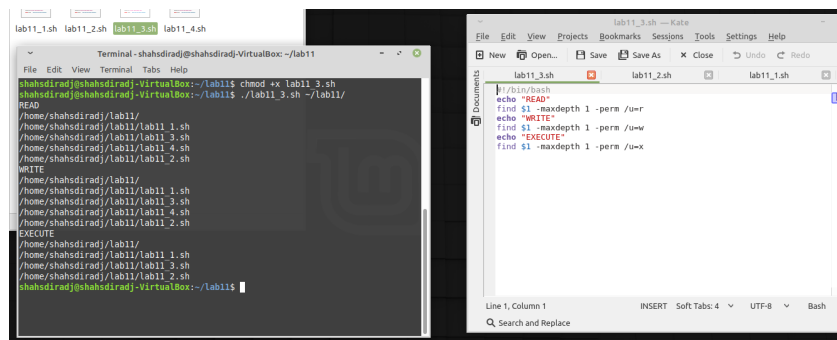 lab11_1.sh lab11_2.sh lab11_3.sh lab11_4.sh
Terminal - shahsdiradj@shahsdiradj-VirtualBox: ~/lab11
File Edit View Terminal Tabs Help
shahsdiradj@shahsdiradj-VirtualBox:~/lab11$ chmod +x lab11_3.sh
shahsdiradj@shahsdiradj-VirtualBox:~/lab11$ ./lab11_3.sh ~/lab11/
READ
/home/shahsdiradj/lab11/
/home/shahsdiradj/lab11/lab11_1.sh
/home/shahsdiradj/lab11/lab11_3.sh
/home/shahsdiradj/lab11/lab11_4.sh
/home/shahsdiradj/lab11/lab11_2.sh
WRITE
/home/shahsdiradj/lab11/
/home/shahsdiradj/lab11/lab11_1.sh
/home/shahsdiradj/lab11/lab11_3.sh
/home/shahsdiradj/lab11/lab11_4.sh
/home/shahsdiradj/lab11/lab11_2.sh
EXECUTE
/home/shahsdiradj/lab11/
/home/shahsdiradj/lab11/lab11_1.sh
/home/shahsdiradj/lab11/lab11_3.sh
/home/shahsdiradj/lab11/lab11_2.sh
shahsdiradj@shahsdiradj-VirtualBox:~/lab11$
lab11_3.sh — Kate
File Edit View Projects Bookmarks Sessions Tools Settings Help
New Open... Save Save As Close Undo Redo
Documents
lab11_3.sh lab11_2.sh lab11_1.sh
#!/bin/bash
echo "READ"
find $1 -maxdepth 1 -perm /u=r
echo "WRITE"
find $1 -maxdepth 1 -perm /u=w
echo "EXECUTE"
find $1 -maxdepth 1 -perm /u=x
Line 1, Column 1 INSERT Soft Tabs: 4 UTF-8 Bash
Search and Replace